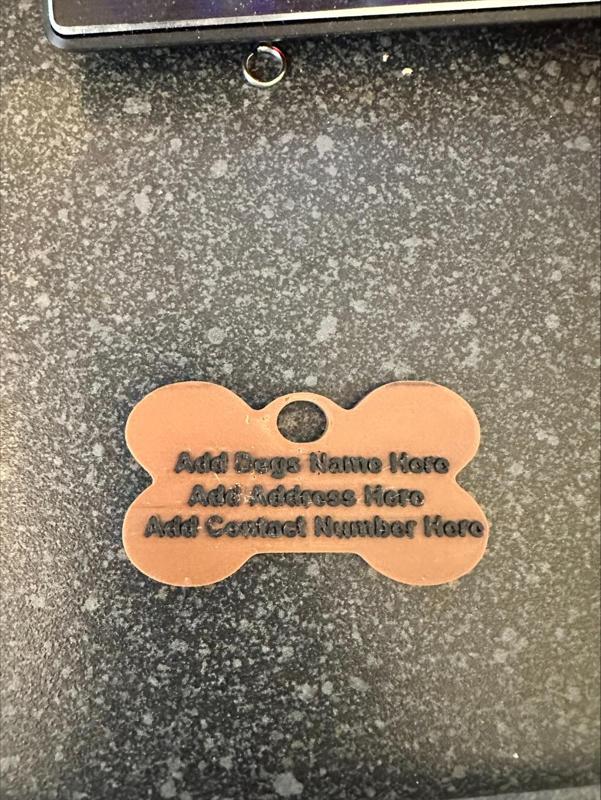 Add Dogs Name Here
Add Address Here
Add Contact Number Here